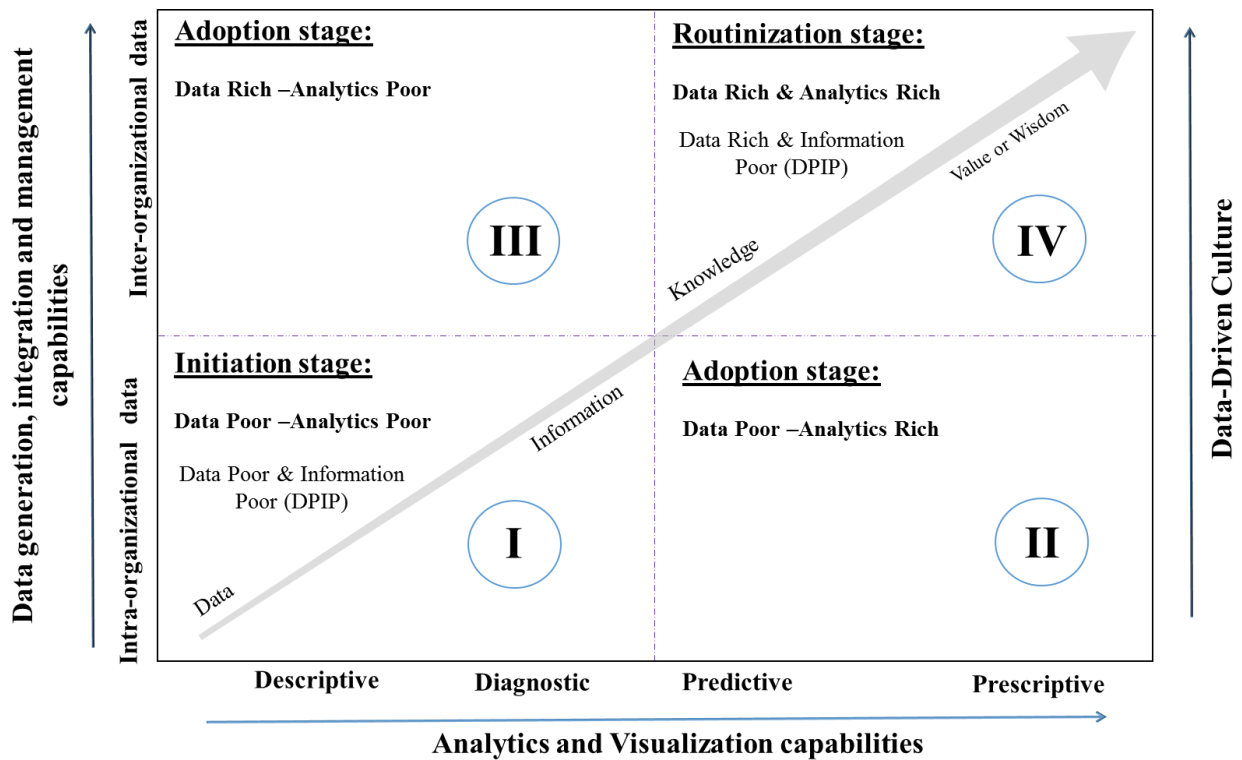 Data generation, integration and management
capabilities
Inter-organizational data
Intra-organizational data
Adoption stage:
Data Rich –Analytics Poor
III
Routinization stage:
Data Rich & Analytics Rich
Data Rich & Information
Poor (DPIP)
Value or Wisdom
IV
Knowledge
Initiation stage:
Data Poor –Analytics Poor
Data Poor & Information
Poor (DPIP)
Information
Data
I
Adoption stage:
Data Poor –Analytics Rich
II
Data-Driven Culture
Descriptive Diagnostic Predictive Prescriptive
Analytics and Visualization capabilities